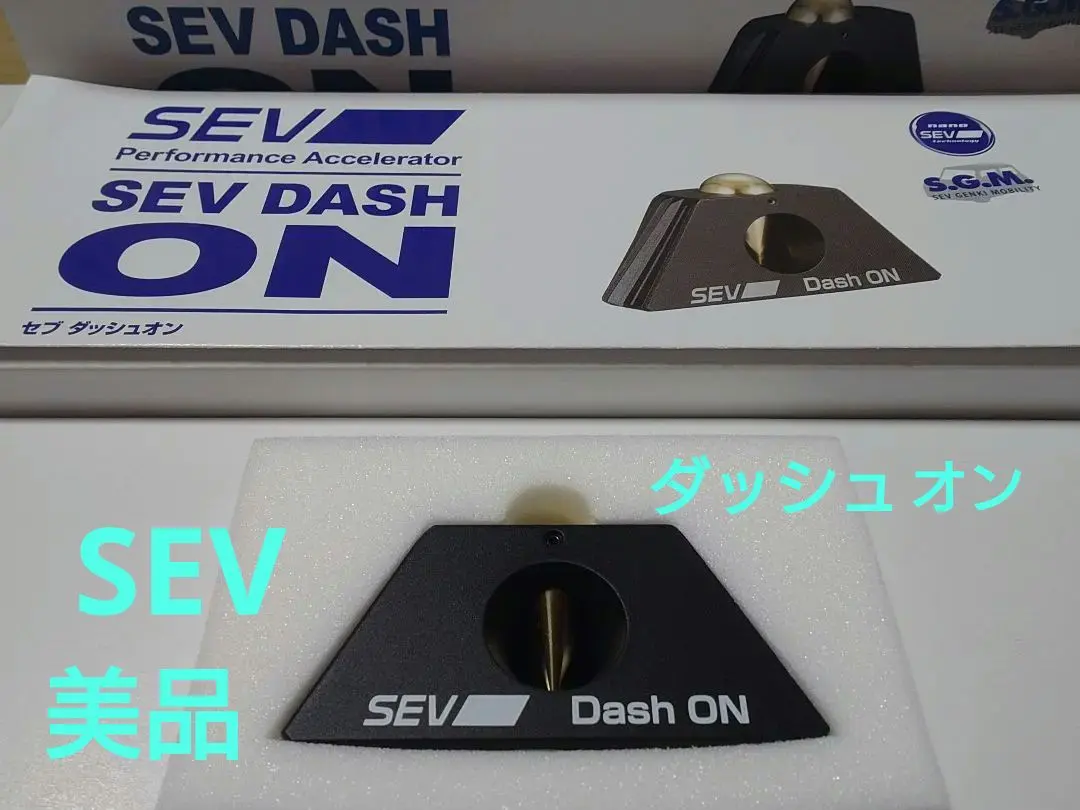 SEV DASH
ON
SEV
Performance Accelerator
SEV DASH
ON
セブ ダッシュオン
nano
SEV
technology
S.G.M.
SEV GENKI MOBILITY
SEV Dash ON
ダッシュオン
SEV
美品
SEV Dash ON